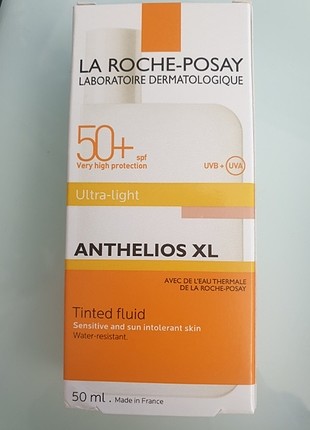 LA ROCHE-POSAY
LABORATOIRE DERMATOLOGIQUE
50+ spf
Very high protection
UVB + UVA
Ultra-light
ANTHELIOS XL
AVEC DE L'EAU THERMALE
DE LA ROCHE-POSAY
Tinted fluid
Sensitive and sun intolerant skin
Water-resistant.
50 ml . Made in France